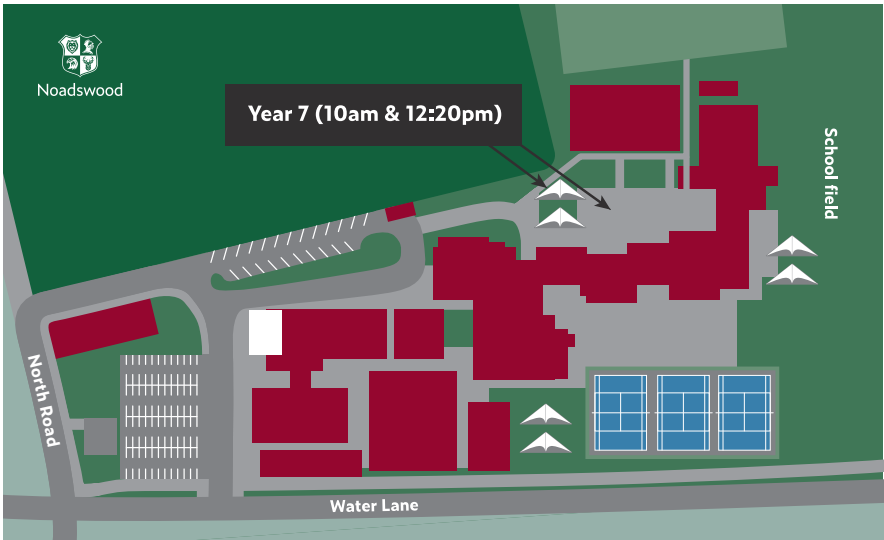 Noadswood
Year 7 (10am & 12:20pm)
School field
North Road
Water Lane